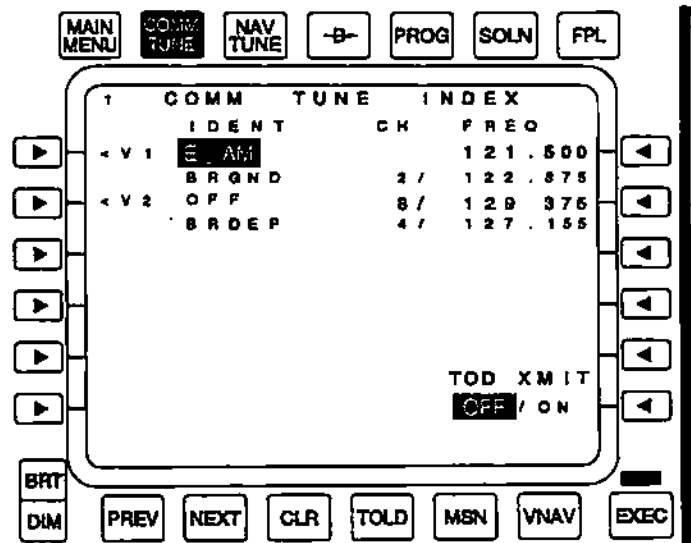 MAIN MENU
COMM TUNE
NAV TUNE
-B-
PROG
SOLN
FPL
↑ COMM TUNE INDEX
IDENT CH FREQ
< V 1 E_AM 121.500
BRGND 2/ 122.875
< V 2 OFF 8/ 129 375
BRDEP 4/ 127.155
TOD XMIT
OFF / ON
BRT
DIM
PREV
NEXT
CLR
TOLD
MSN
VNAV
EXEC